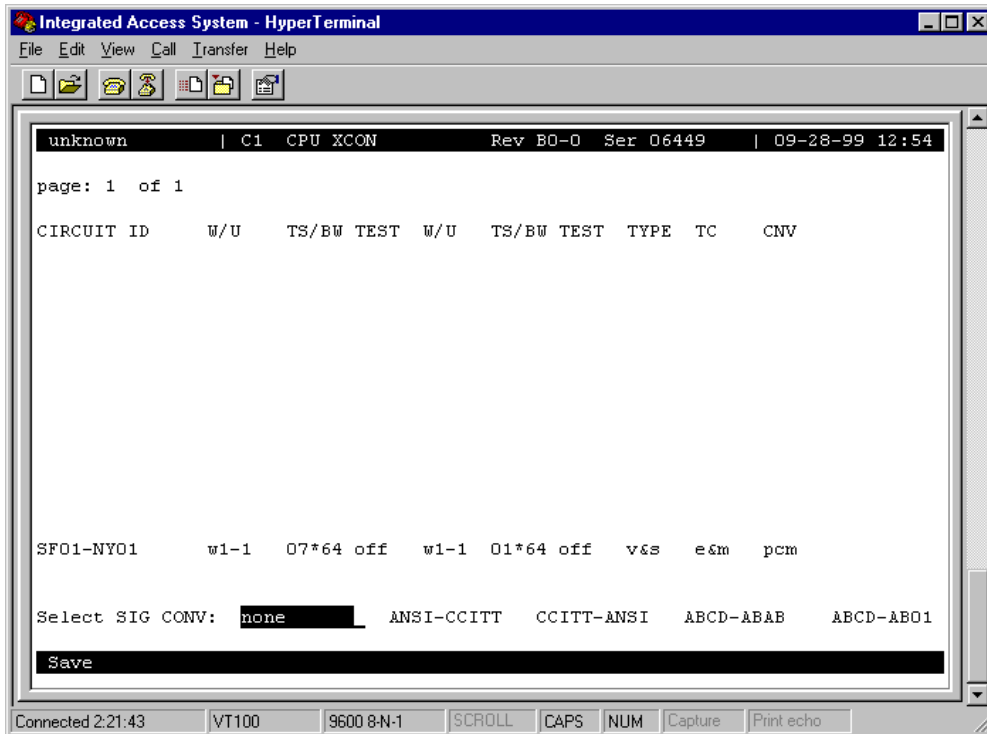 Integrated Access System - HyperTerminal
File Edit View Call Transfer Help
unknown | C1 CPU XCON Rev B0-0 Ser 06449 | 09-28-99 12:54
page: 1 of 1
CIRCUIT ID W/U TS/BW TEST W/U TS/BW TEST TYPE TC CNV
SF01-NY01 w1-1 07*64 off w1-1 01*64 off v&s e&m pcm
Select SIG CONV: none ANSI-CCITT CCITT-ANSI ABCD-ABAB ABCD-AB01
Save
Connected 2:21:43 VT100 9600 8-N-1 SCROLL CAPS NUM Capture Print echo